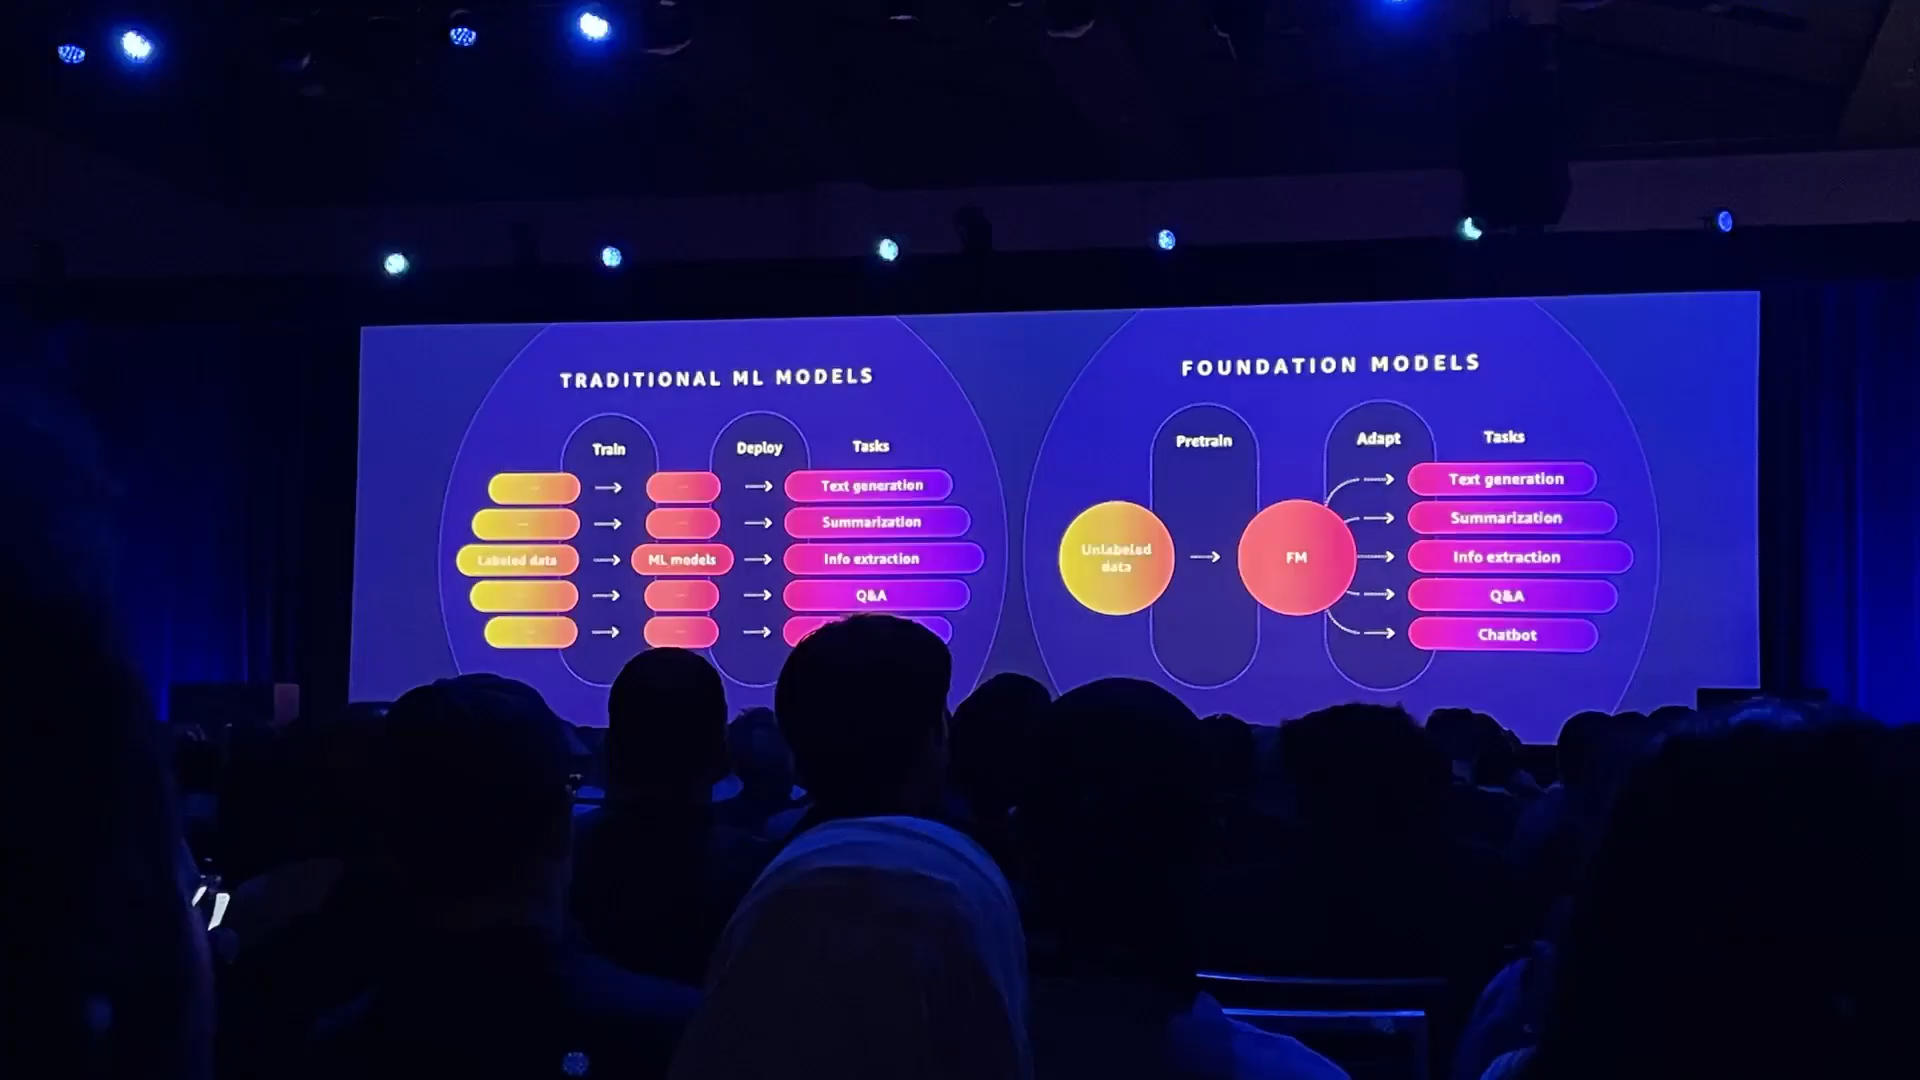 TRADITIONAL ML MODELS
Train
Deploy
Tasks
Labeled data
ML models
Text generation
Summarization
Info extraction
Q&A
FOUNDATION MODELS
Pretrain
Adapt
Tasks
Unlabeled
data
FM
Text generation
Summarization
Info extraction
Q&A
Chatbot